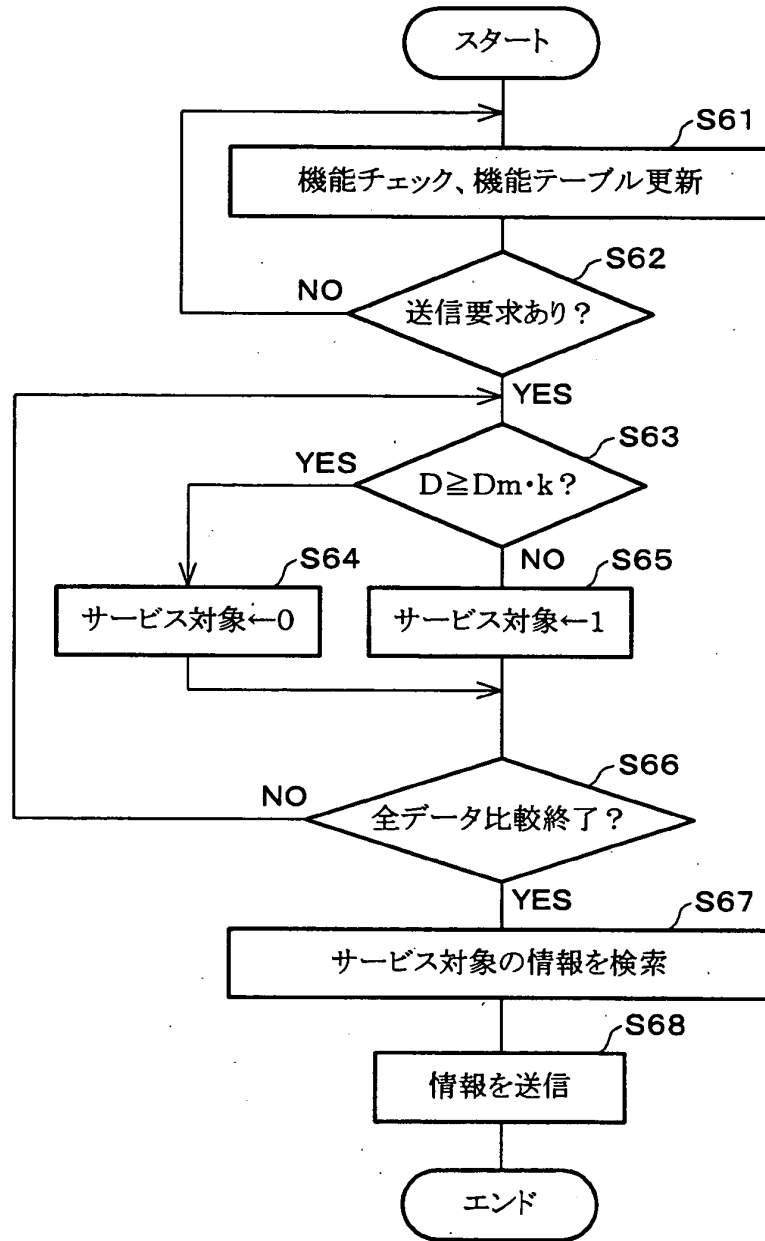 スタート
S61
機能チェック、機能テーブル更新
S62
NO
送信要求あり?
YES
S63
YES
D≧Dm・k?
NO
S64
S65
サービス対象←0
サービス対象←1
S66
NO
全データ比較終了?
YES
S67
サービス対象の情報を検索
S68
情報を送信
エンド